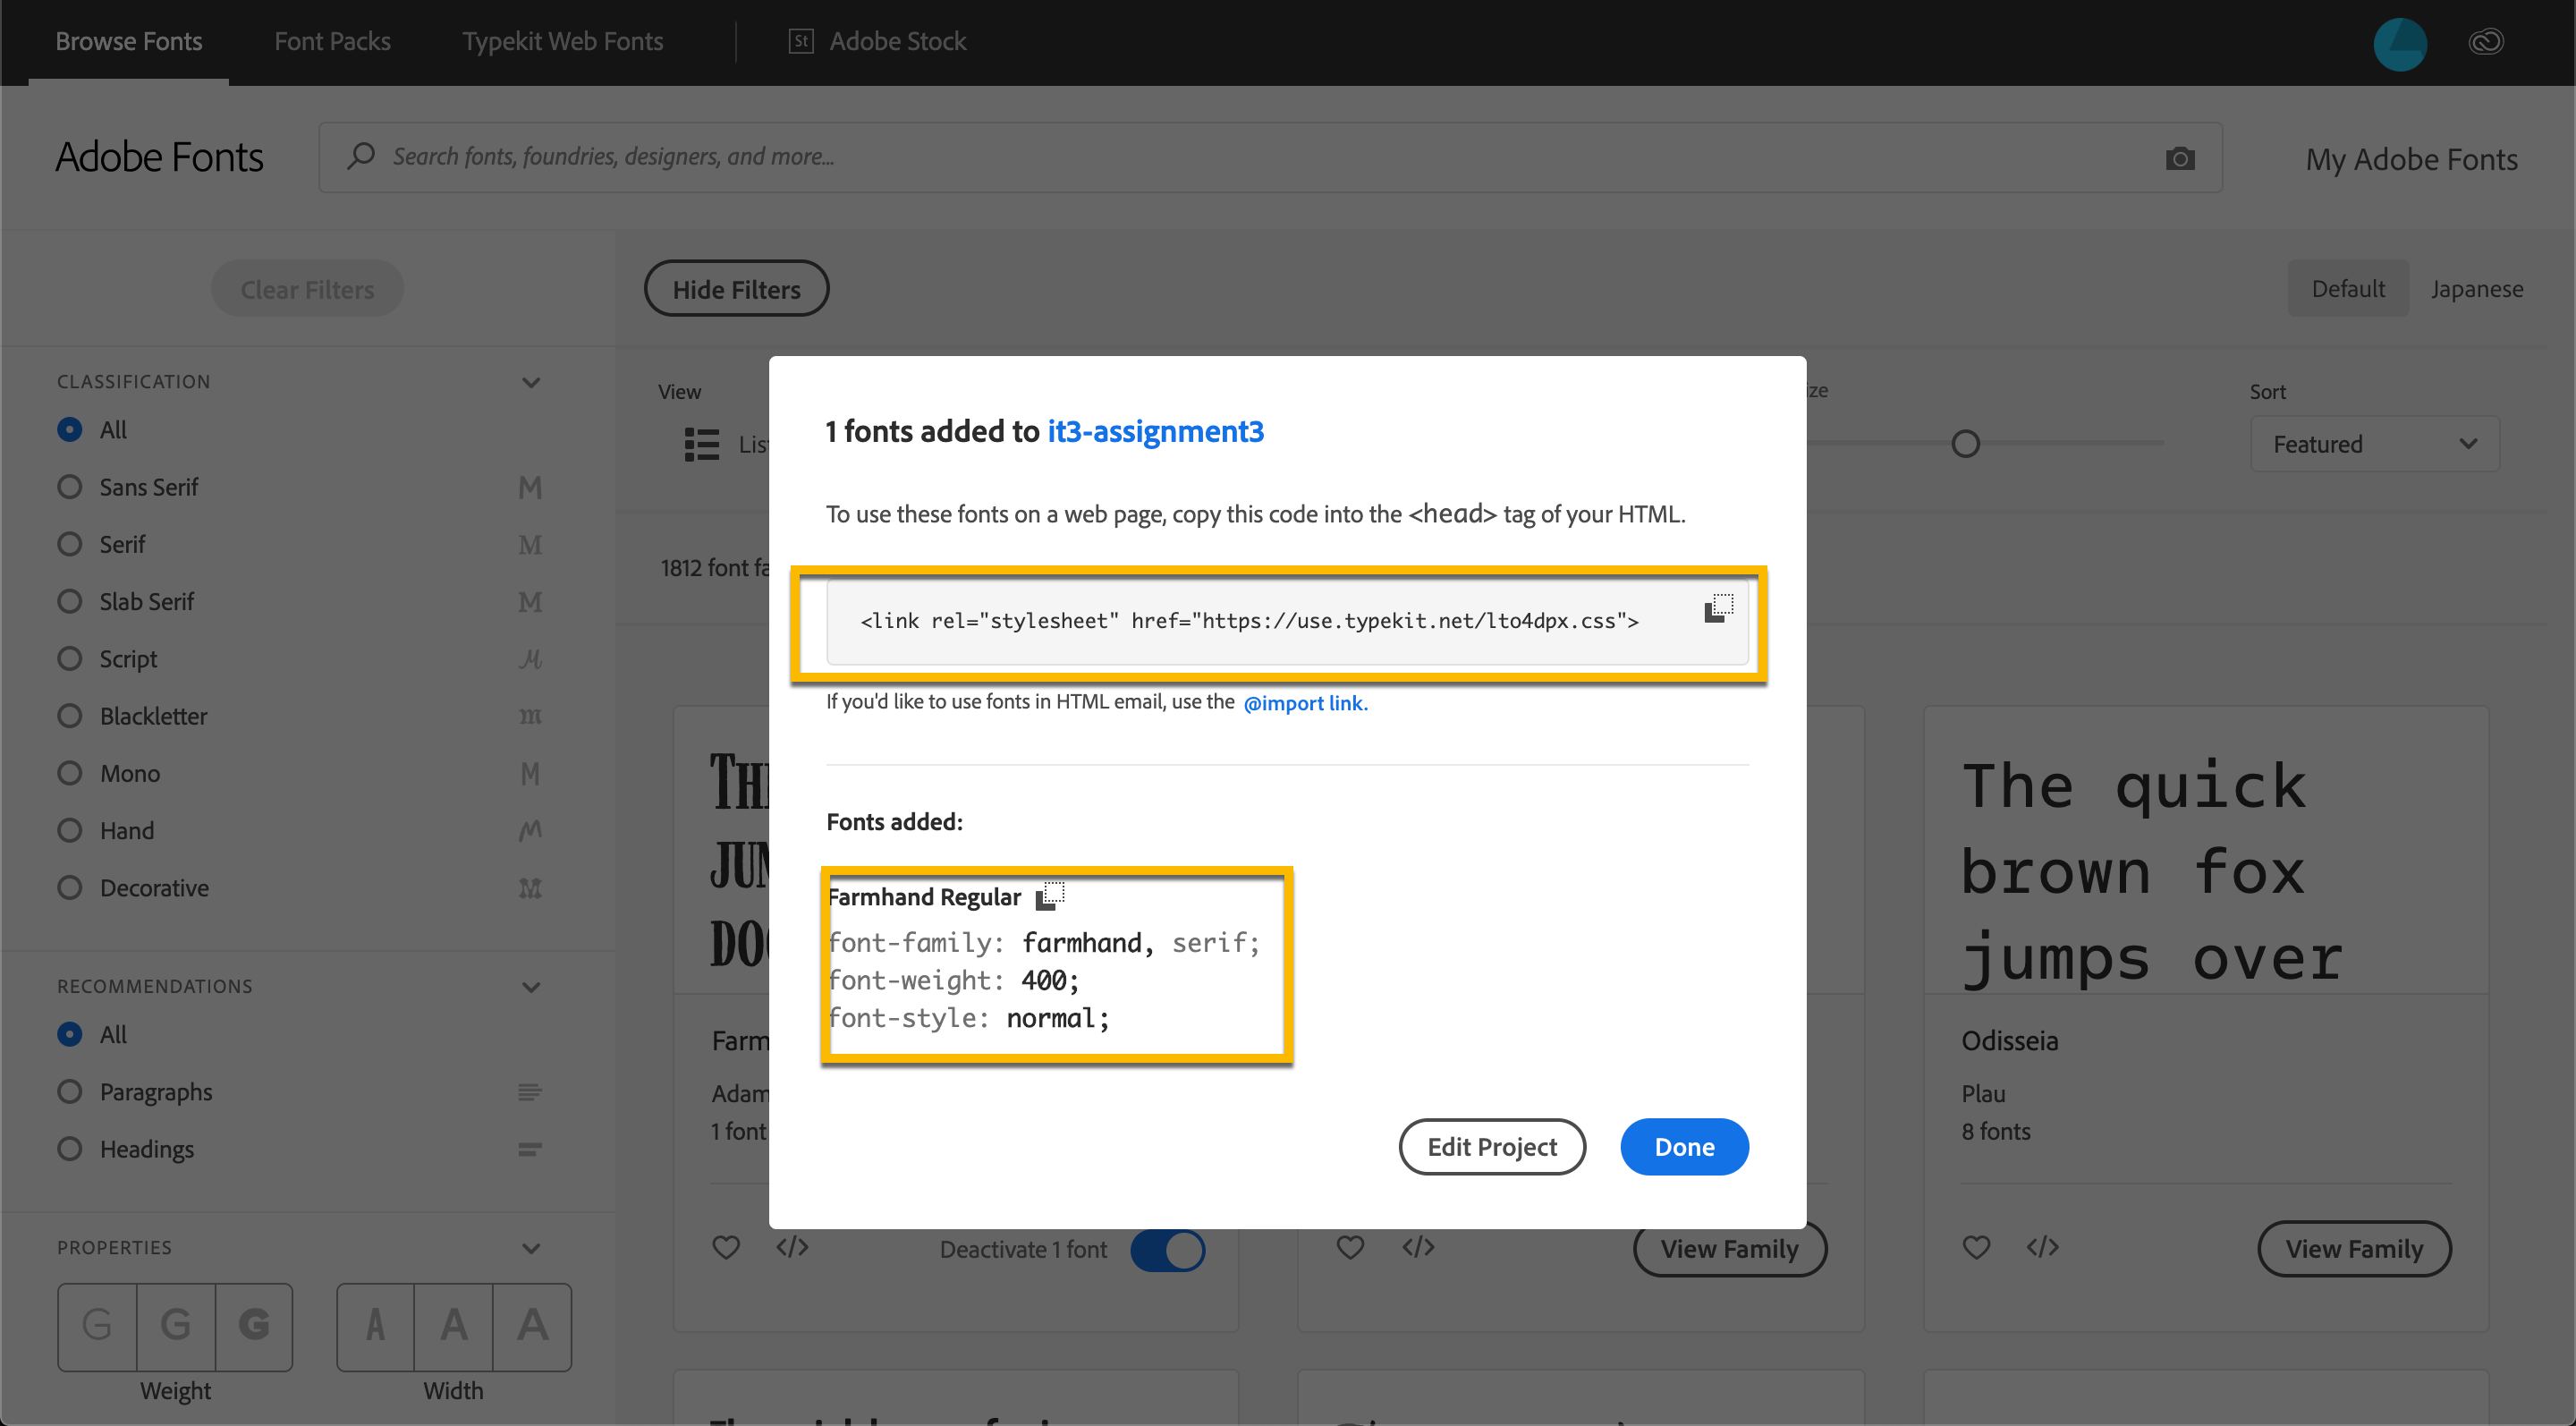 Browse Fonts
Font Packs
Typekit Web Fonts
St
Adobe Stock
Adobe Fonts
Search fonts, foundries, designers, and more...
My Adobe Fonts
Clear Filters
Hide Filters
Default
Japanese
CLASSIFICATION
All
Sans Serif M
Serif M
Slab Serif M
Script M
Blackletter m
Mono M
Hand M
Decorative M
RECOMMENDATIONS
All
Paragraphs
Headings
PROPERTIES
G G G
Weight
A A A
Width
View
List
ize
Sort
Featured
1812 font fa
1 fonts added to it3-assignment3
To use these fonts on a web page, copy this code into the <head> tag of your HTML.
<link rel="stylesheet" href="https://use.typekit.net/lto4dpx.css">
If you'd like to use fonts in HTML email, use the @import link.
Fonts added:
Farmhand Regular
font-family: farmhand, serif;
font-weight: 400;
font-style: normal;
Edit Project
Done
THE
JUM
DOG
Farm
Adam
1 font
Deactivate 1 font
View Family
The quick
brown fox
jumps over
Odisseia
Plau
8 fonts
View Family